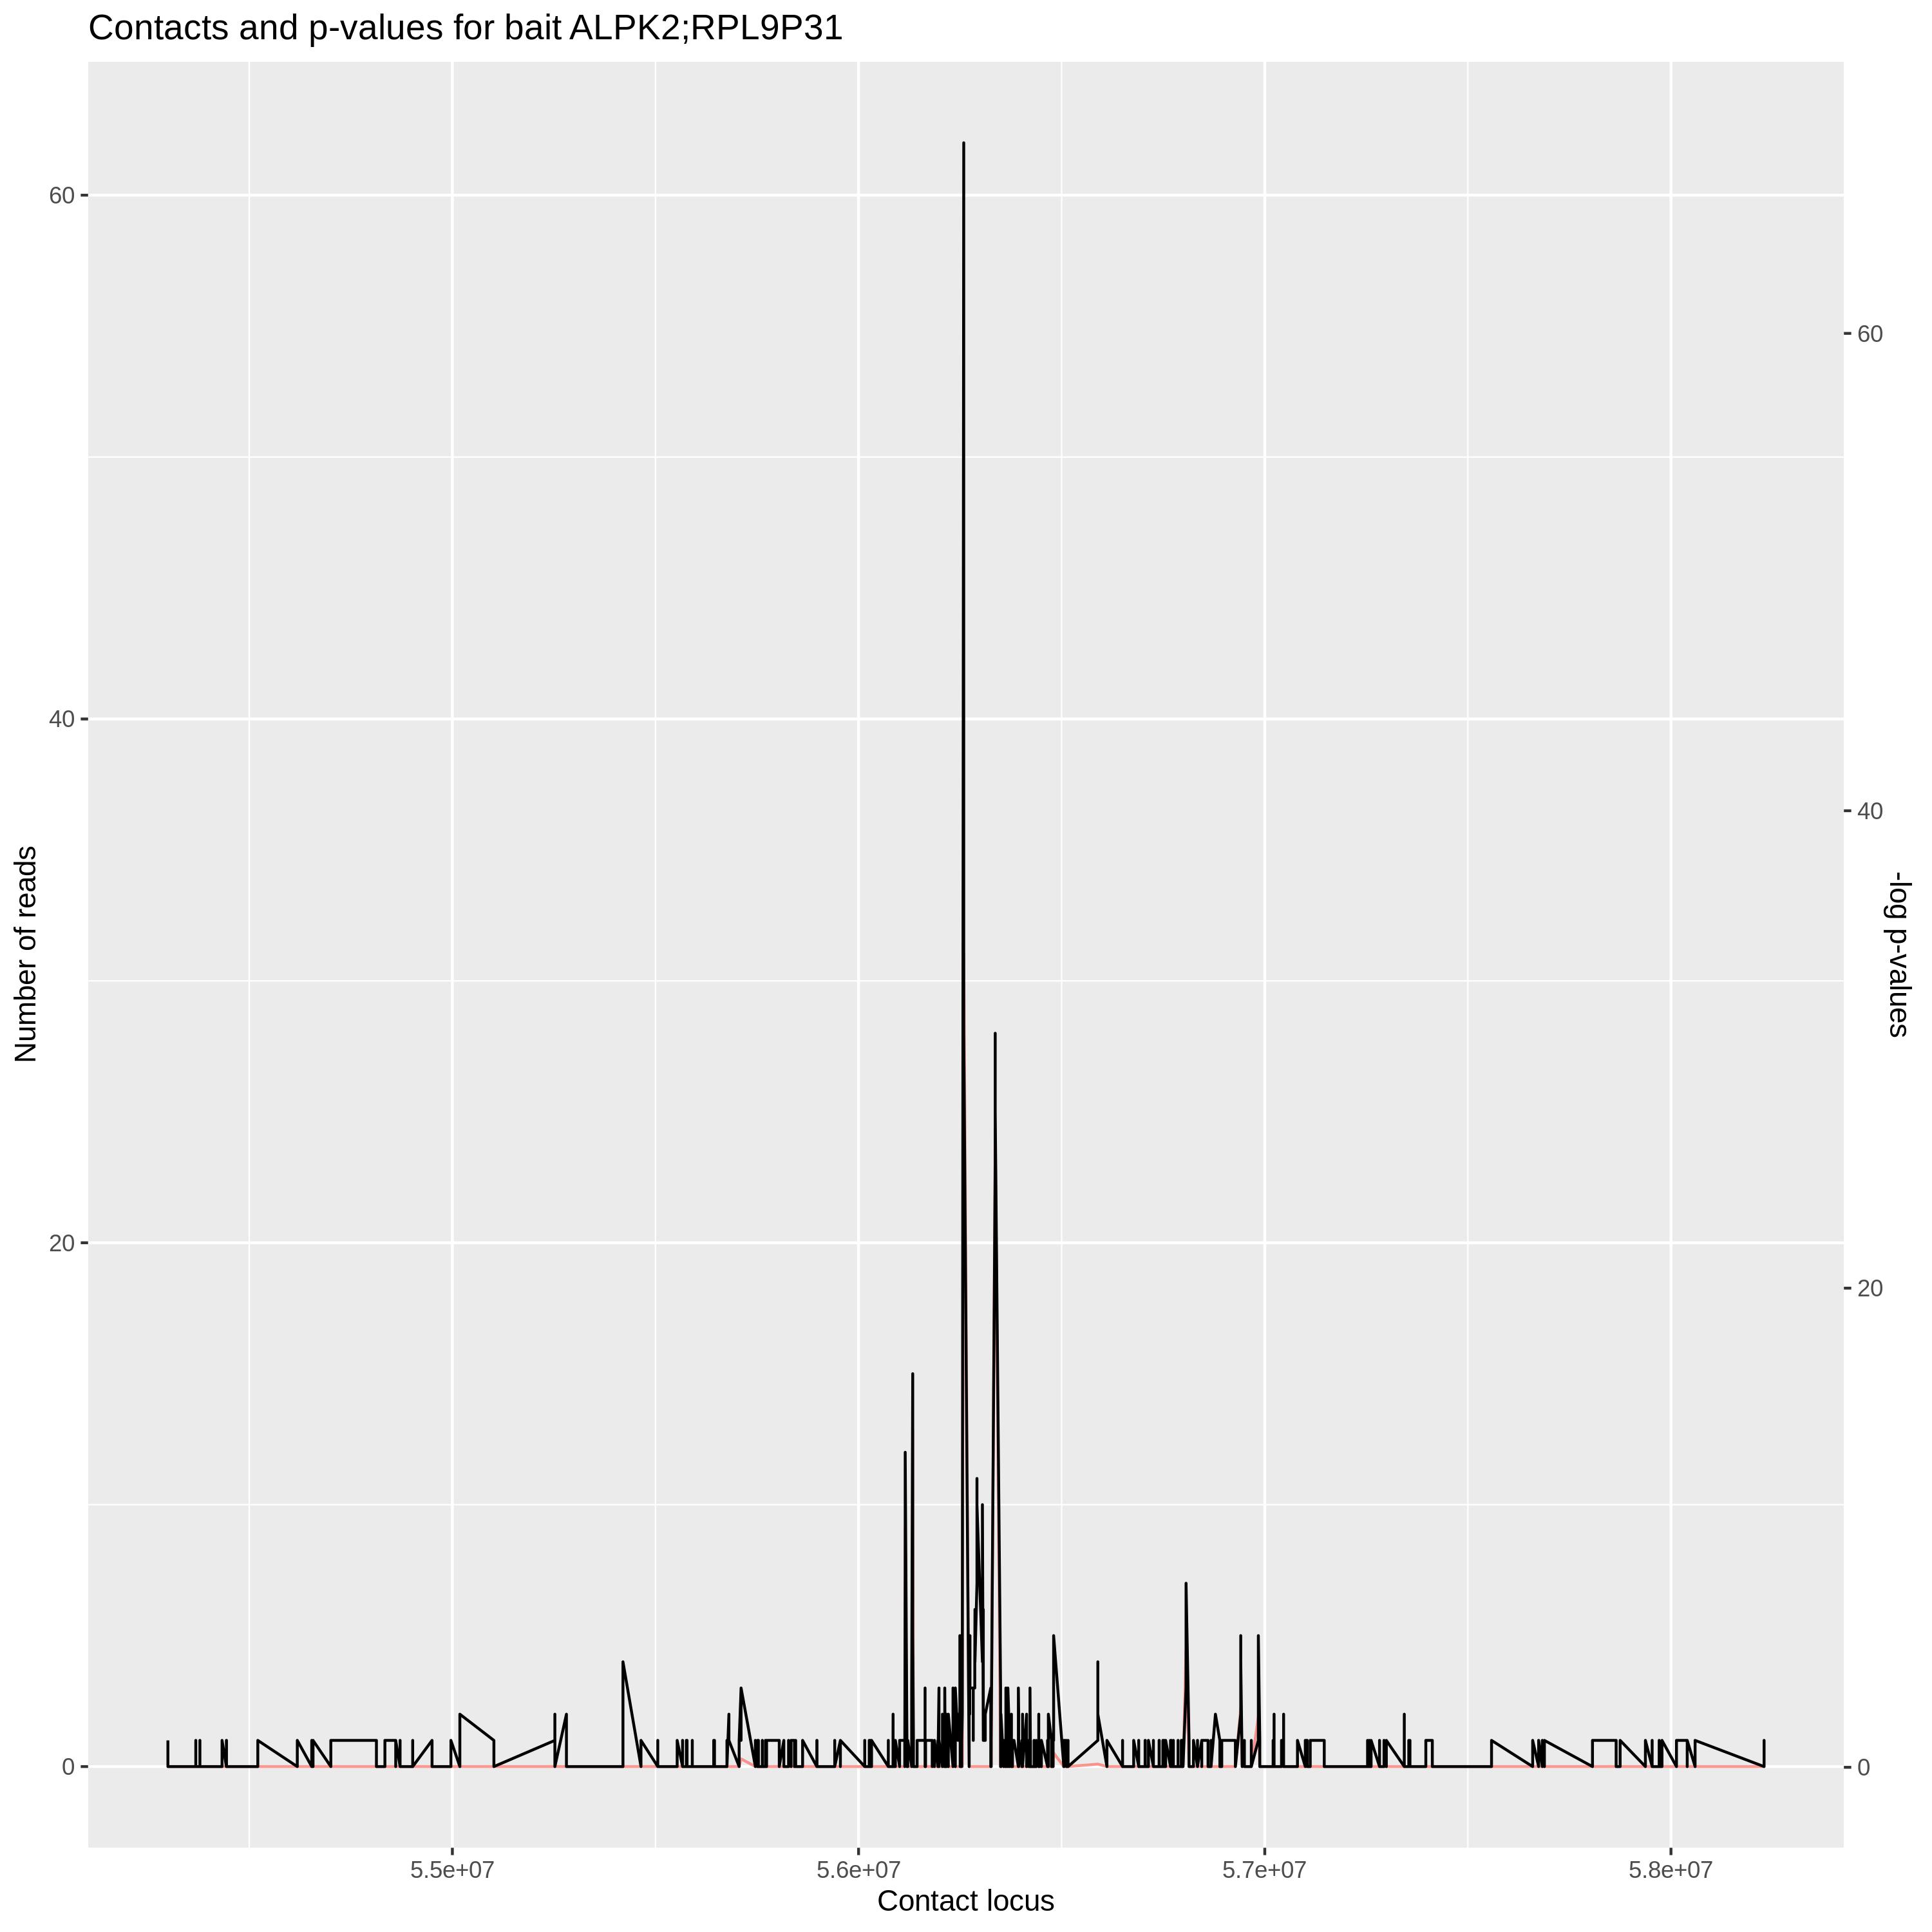 Contacts and p-values for bait ALPK2;RPL9P31
60
40
20
0
Number of reads
60
40
20
0
-log p-values
5.5e+07
5.6e+07
5.7e+07
5.8e+07
Contact locus